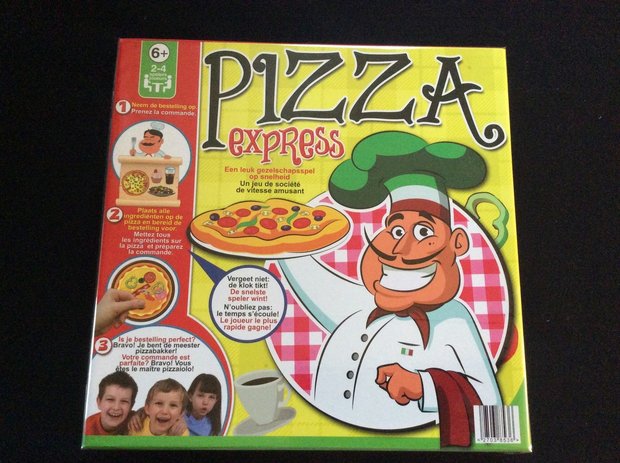 PIZZA
express
Een leuk gezelschapsspel
op snelheid
Un jeu de société
de vitesse amusant
6+
2-4
spelers
joueurs
1
Neem de bestelling op.
Prenez la commande.
2
Plaats alle
ingrediënten op de
pizza en bereid de
bestelling voor.
Mettez tous
les ingrédients sur
la pizza et préparez
la commande.
Vergeet niet:
de klok tikt!
De snelste
speler wint!
N'oubliez pas:
le temps s'écoule!
Le joueur le plus
rapide gagne!
3
Is je bestelling perfect?
Bravo! Je bent de meester
pizzabakker!
Votre commande est
parfaite? Bravo! Vous
êtes le maître pizzaiolo!